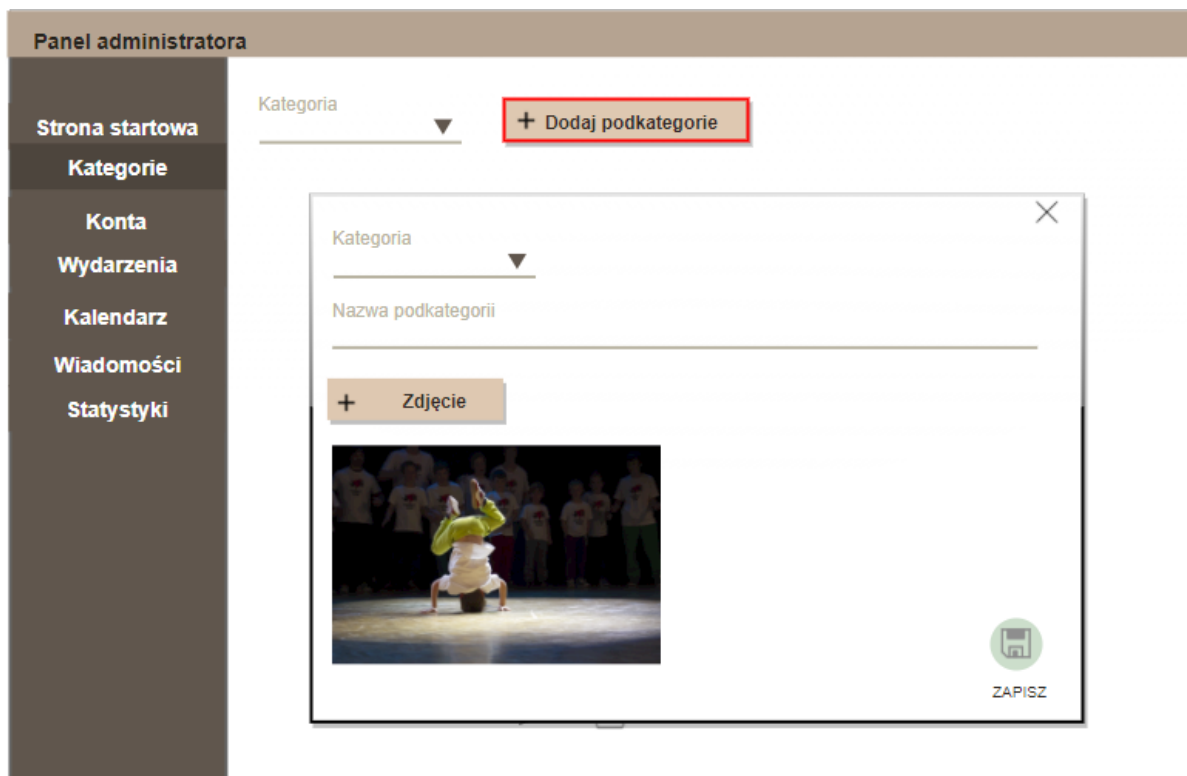 Panel administratora
Strona startowa
Kategorie
Konta
Wydarzenia
Kalendarz
Wiadomości
Statystyki
Kategoria
+ Dodaj podkategorie
Kategoria
Nazwa podkategorii
+ Zdjęcie
ZAPISZ